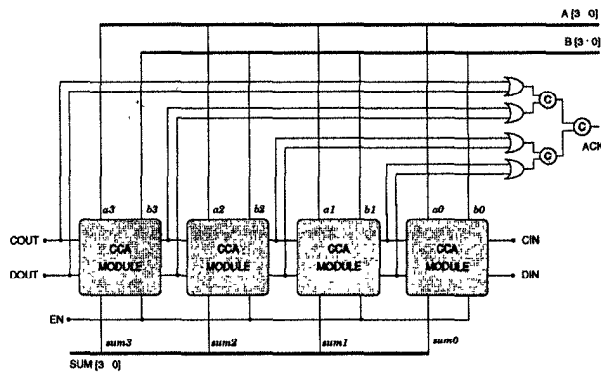 A [3 0]
B [3 · 0]
C
C
C
ACK
a3 b3 a2 b2 a1 b1 a0 b0
COUT CCA MODULE CCA MODULE CCA MODULE CCA MODULE CIN
DOUT DIN
EN
sum3 sum2 sum1 sum0
SUM [3 0]